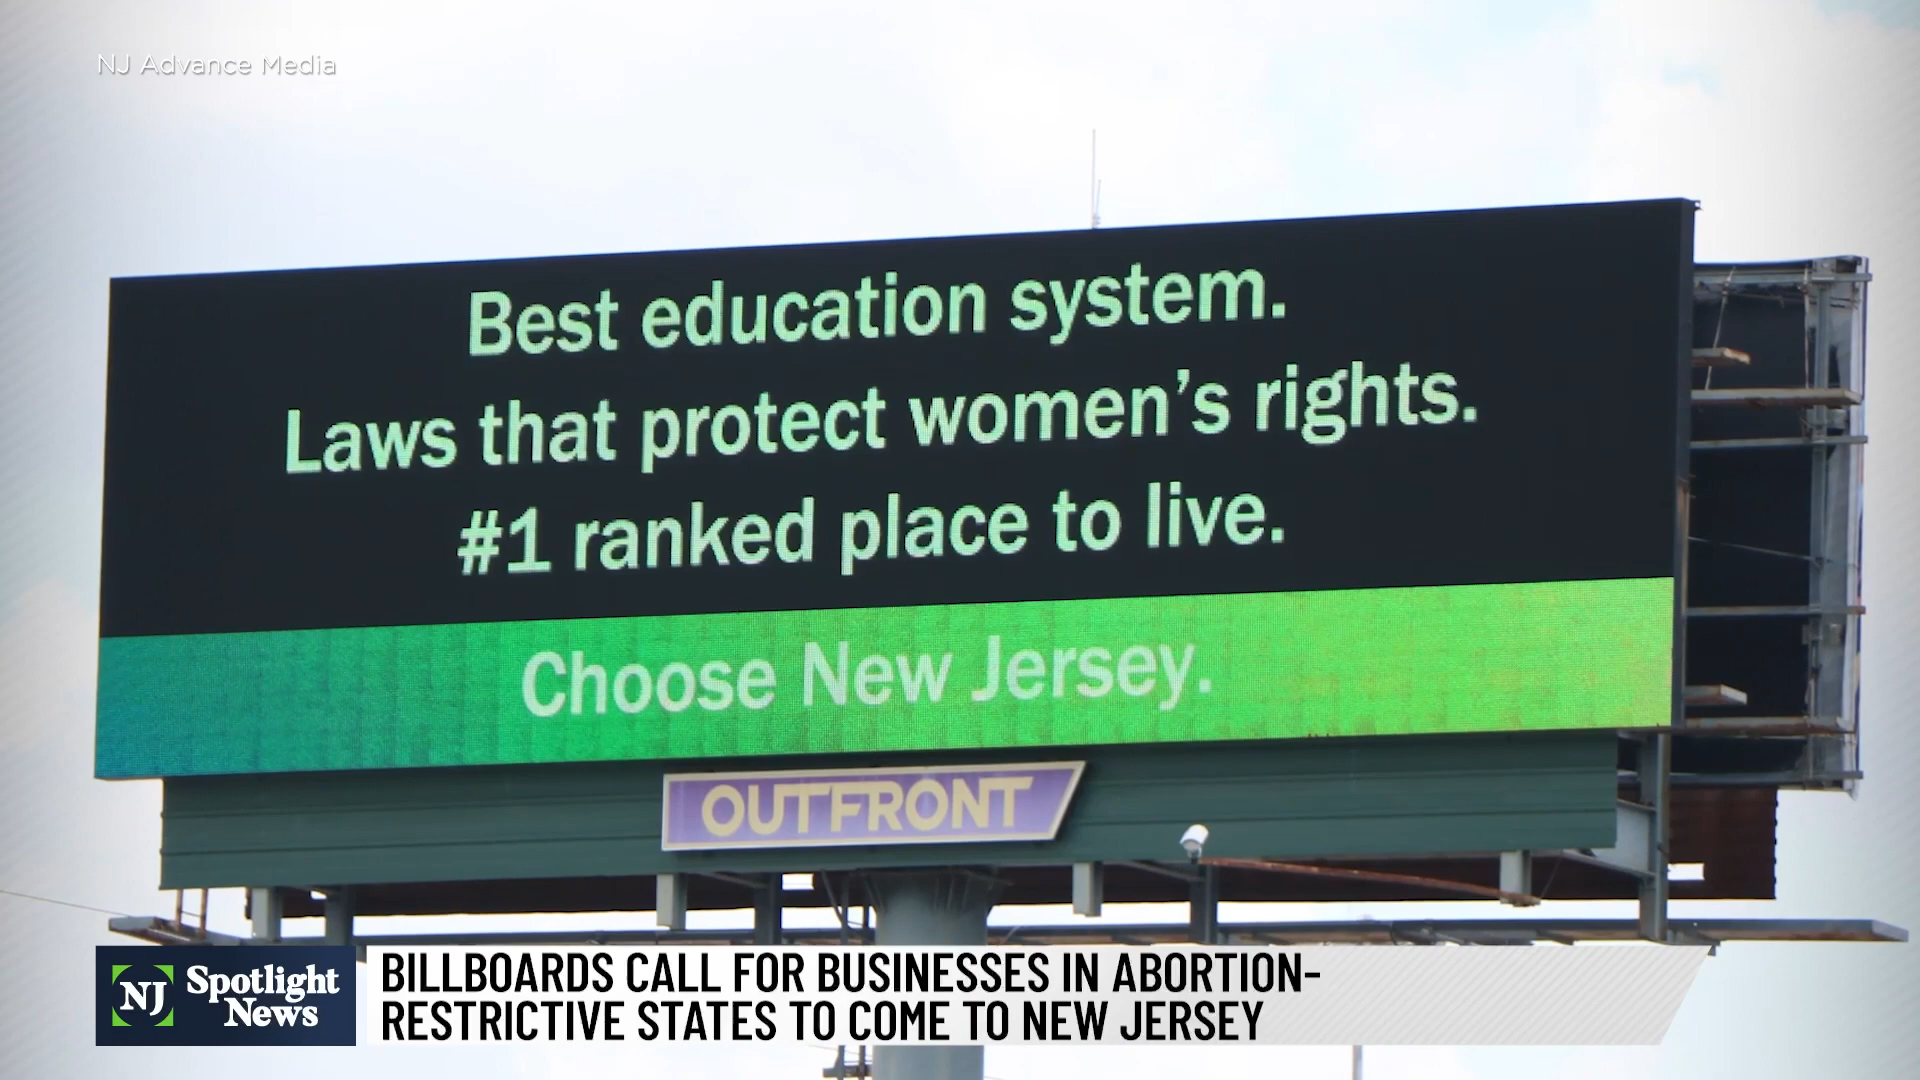 NJ Advance Media
Best education system.
Laws that protect women's rights.
#1 ranked place to live.
Choose New Jersey.
OUTFRONT
NJ Spotlight
News
BILLBOARDS CALL FOR BUSINESSES IN ABORTION-
RESTRICTIVE STATES TO COME TO NEW JERSEY